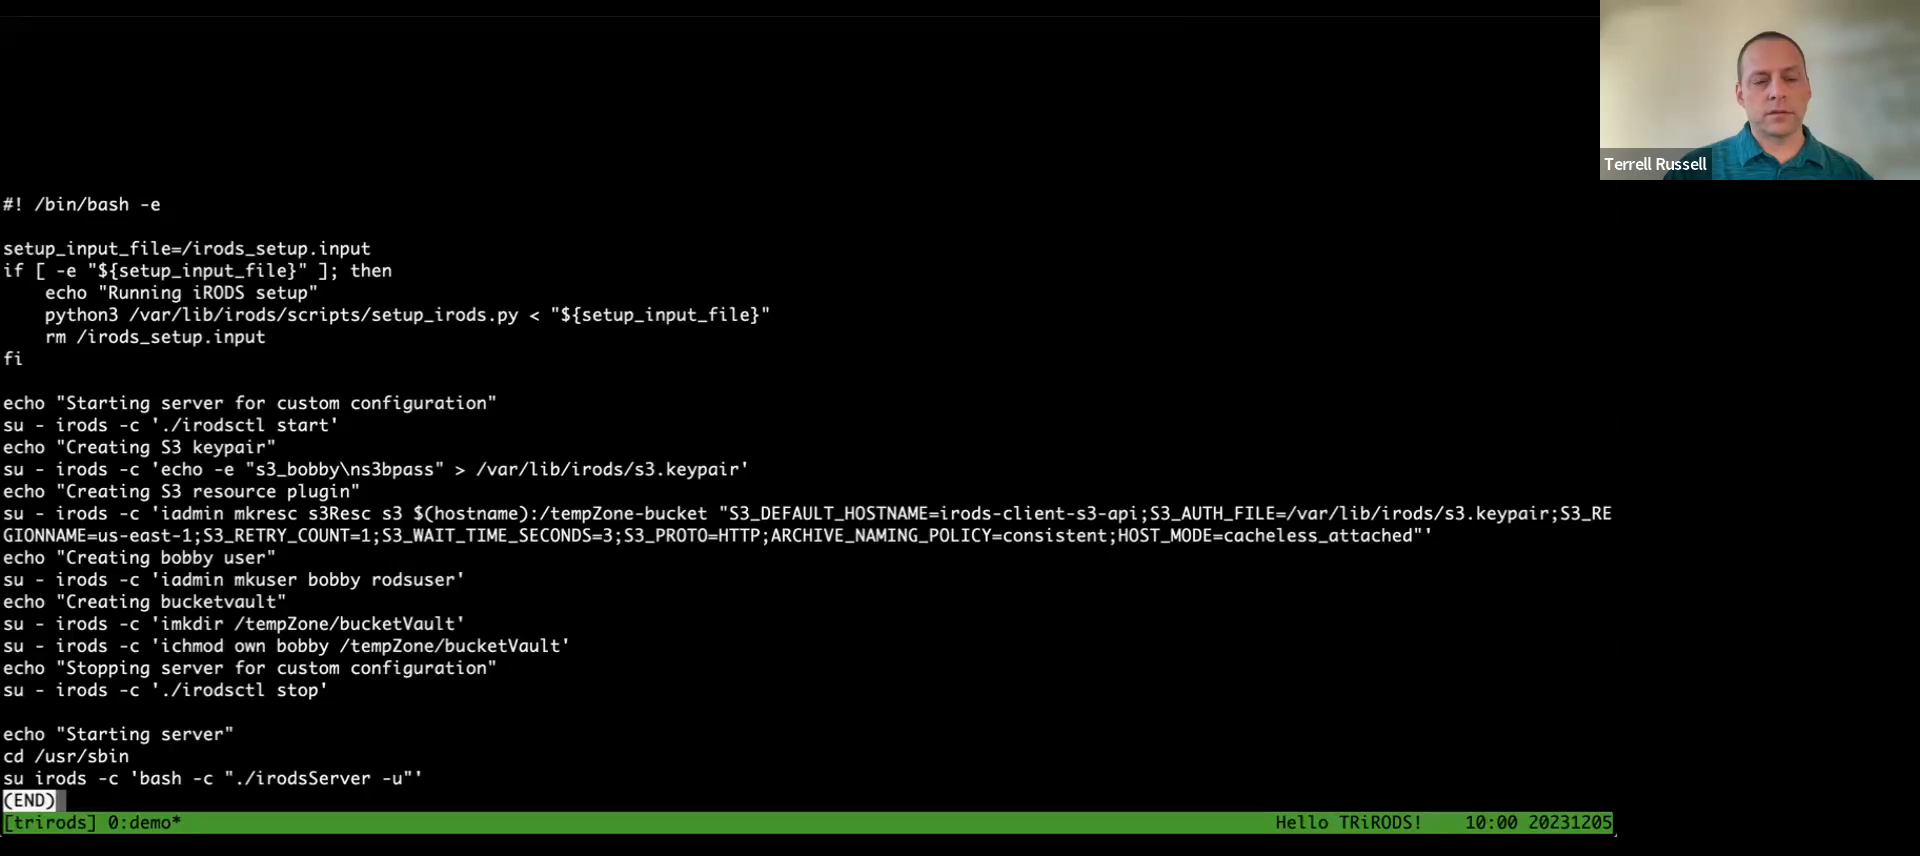 Terrell Russell
#! /bin/bash -e
setup_input_file=/irods_setup.input
if [ -e "${setup_input_file}" ]; then
    echo "Running iRODS setup"
    python3 /var/lib/irods/scripts/setup_irods.py < "${setup_input_file}"
    rm /irods_setup.input
fi
echo "Starting server for custom configuration"
su - irods -c './irodsctl start'
echo "Creating S3 keypair"
su - irods -c 'echo -e "s3_bobby\ns3bpass" > /var/lib/irods/s3.keypair'
echo "Creating S3 resource plugin"
su - irods -c 'iadmin mkresc s3Resc s3 $(hostname):/tempZone-bucket "S3_DEFAULT_HOSTNAME=irods-client-s3-api;S3_AUTH_FILE=/var/lib/irods/s3.keypair;S3_RE
GIONNAME=us-east-1;S3_RETRY_COUNT=1;S3_WAIT_TIME_SECONDS=3;S3_PROTO=HTTP;ARCHIVE_NAMING_POLICY=consistent;HOST_MODE=cacheless_attached"'
echo "Creating bobby user"
su - irods -c 'iadmin mkuser bobby rodsuser'
echo "Creating bucketvault"
su - irods -c 'imkdir /tempZone/bucketVault'
su - irods -c 'ichmod own bobby /tempZone/bucketVault'
echo "Stopping server for custom configuration"
su - irods -c './irodsctl stop'
echo "Starting server"
cd /usr/sbin
su irods -c 'bash -c "./irodsServer -u"'
(END)
[trirods] 0:demo* Hello TRiRODS! 10:00 20231205